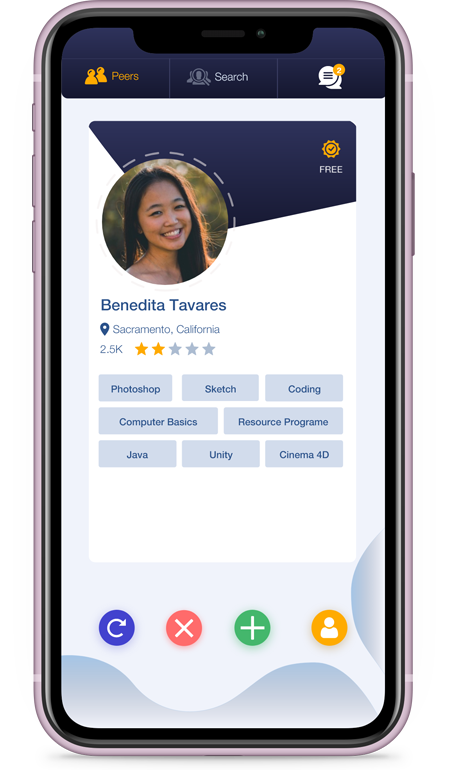 Peers
Search
2
FREE
Benedita Tavares
Sacramento, California
2.5K
Photoshop
Sketch
Coding
Computer Basics
Resource Programe
Java
Unity
Cinema 4D